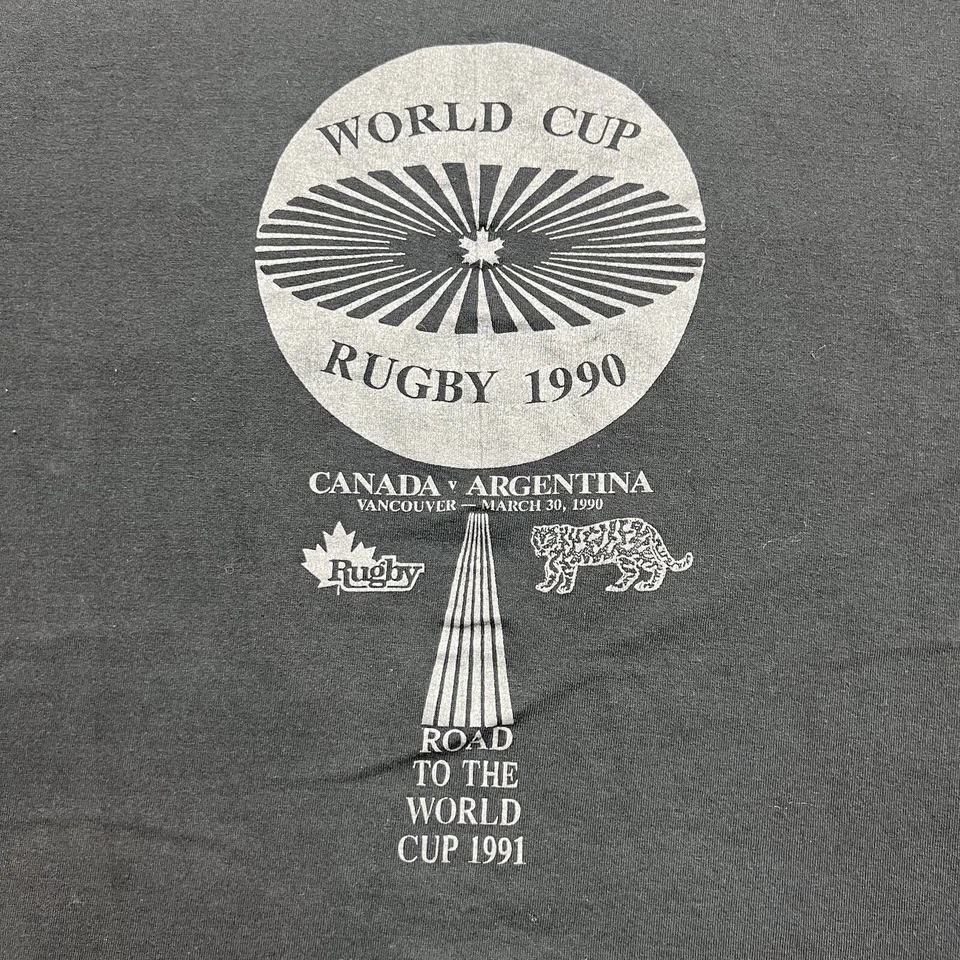 WORLD CUP
RUGBY 1990
CANADA v ARGENTINA
VANCOUVER — MARCH 30, 1990
Rugby
ROAD
TO THE
WORLD
CUP 1991